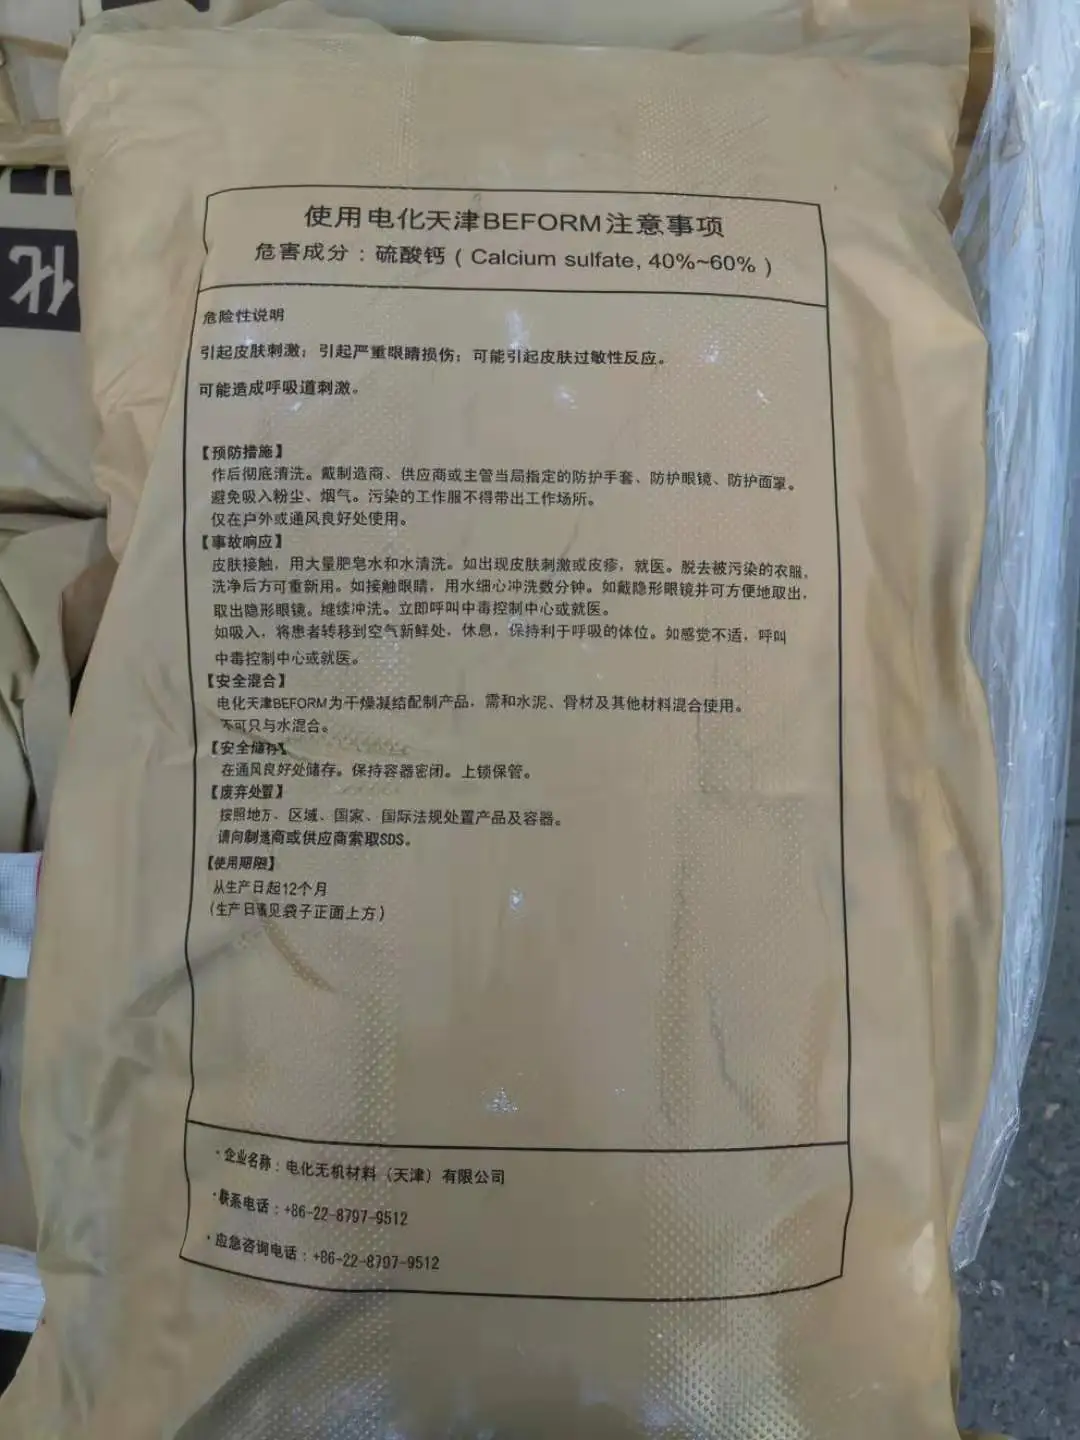 化
使用电化天津BEFORM注意事项
危害成分：硫酸钙（Calcium sulfate, 40%~60%）
危险性说明
引起皮肤刺激；引起严重眼睛损伤；可能引起皮肤过敏性反应。
可能造成呼吸道刺激。
【预防措施】
作后彻底清洗。戴制造商、供应商或主管当局指定的防护手套、防护眼镜、防护面罩。
避免吸入粉尘、烟气。污染的工作服不得带出工作场所。
仅在户外或通风良好处使用。
【事故响应】
皮肤接触，用大量肥皂水和水清洗。如出现皮肤刺激或皮疹，就医。脱去被污染的衣服，
洗净后方可重新用。如接触眼睛，用水细心冲洗数分钟。如戴隐形眼镜并可方便地取出，
取出隐形眼镜。继续冲洗。立即呼叫中毒控制中心或就医。
如吸入，将患者转移到空气新鲜处，休息，保持利于呼吸的体位。如感觉不适，呼叫
中毒控制中心或就医。
【安全混合】
电化天津BEFORM为干燥凝结配制产品，需和水泥、骨材及其他材料混合使用。
不可只与水混合。
【安全储存】
在通风良好处储存。保持容器密闭。上锁保管。
【废弃处置】
按照地方、区域、国家、国际法规处置产品及容器。
请向制造商或供应商索取SDS。
【使用期限】
从生产日起12个月
（生产日请见袋子正面上方）
·企业名称：电化无机材料（天津）有限公司
·联系电话：+86-22-8797-9512
·应急咨询电话：+86-22-8797-9512